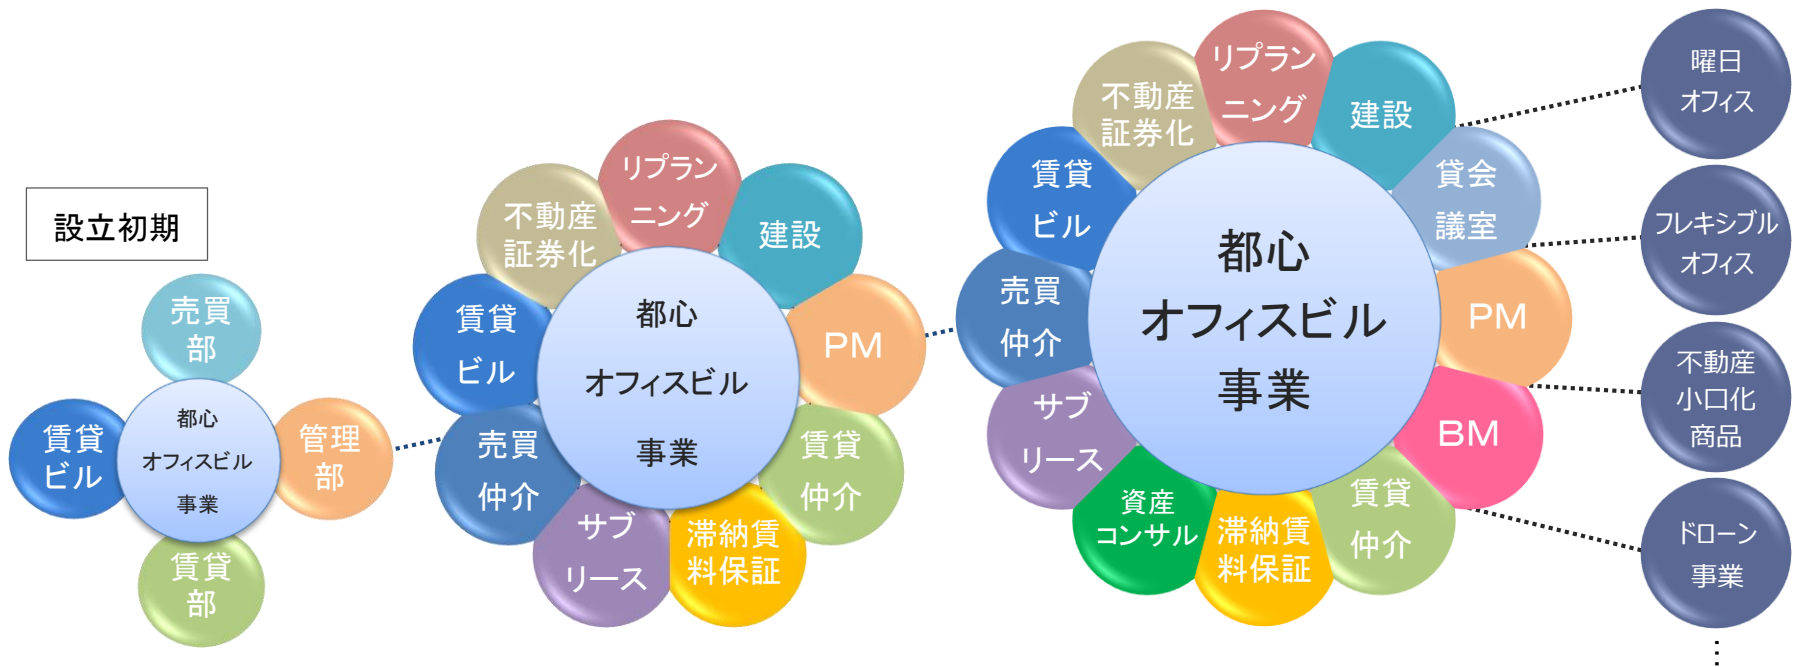 設立初期
売買
部
賃貸
ビル
都心
オフィスビル
事業
管理
部
賃貸
部
リプラン
ニング
不動産
証券化
建設
賃貸
ビル
都心
オフィスビル
事業
PM
売買
仲介
賃貸
仲介
サブ
リース
滞納賃
料保証
リプラン
ニング
不動産
証券化
建設
賃貸
ビル
貸会
議室
都心
オフィスビル
事業
売買
仲介
PM
サブ
リース
BM
資産
コンサル
滞納賃
料保証
賃貸
仲介
曜日
オフィス
フレキシブル
オフィス
不動産
小口化
商品
ドローン
事業